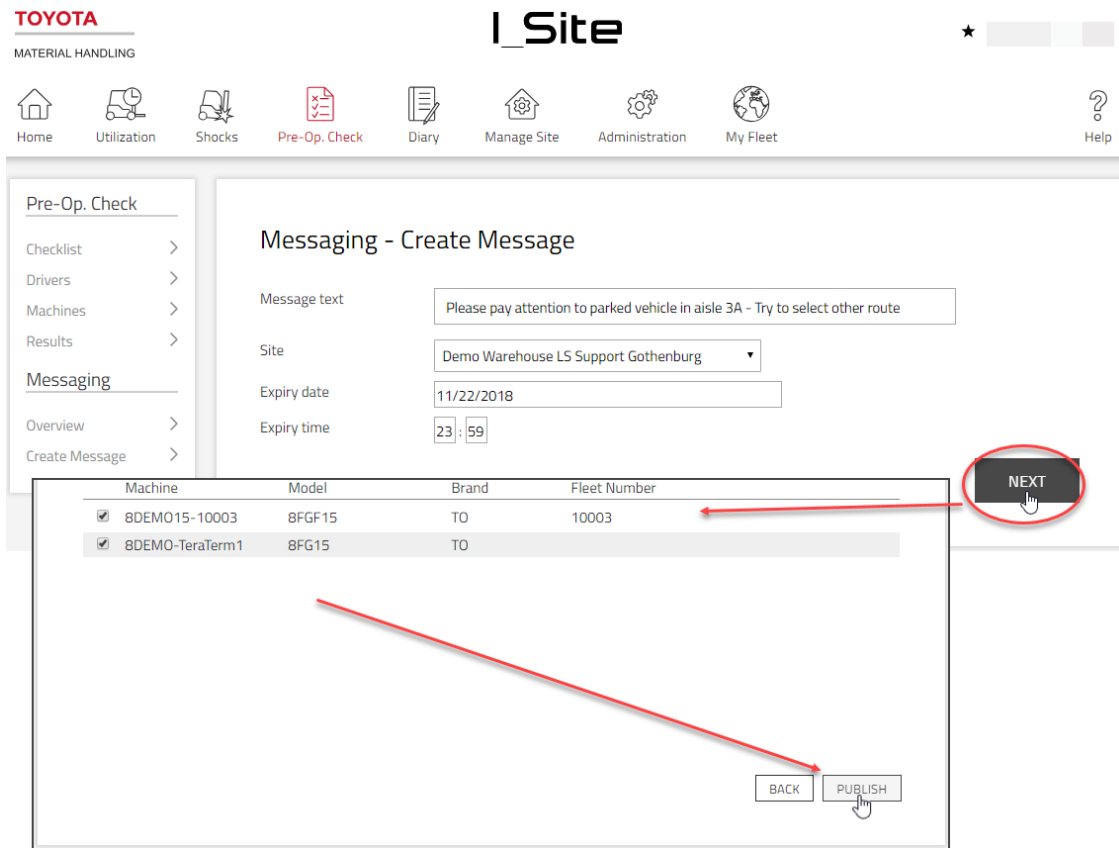 TOYOTA
MATERIAL HANDLING
I_Site
Home
Utilization
Shocks
Pre-Op. Check
Diary
Manage Site
Administration
My Fleet
Help
Pre-Op. Check
Checklist
Drivers
Machines
Results
Messaging
Overview
Create Message
Messaging - Create Message
Message text
Please pay attention to parked vehicle in aisle 3A - Try to select other route
Site
Demo Warehouse LS Support Gothenburg
Expiry date
11/22/2018
Expiry time
23 : 59
NEXT
Machine Model Brand Fleet Number
8DEMO15-10003 8FGF15 TO 10003
8DEMO-TeraTerm1 8FG15 TO
BACK PUBLISH